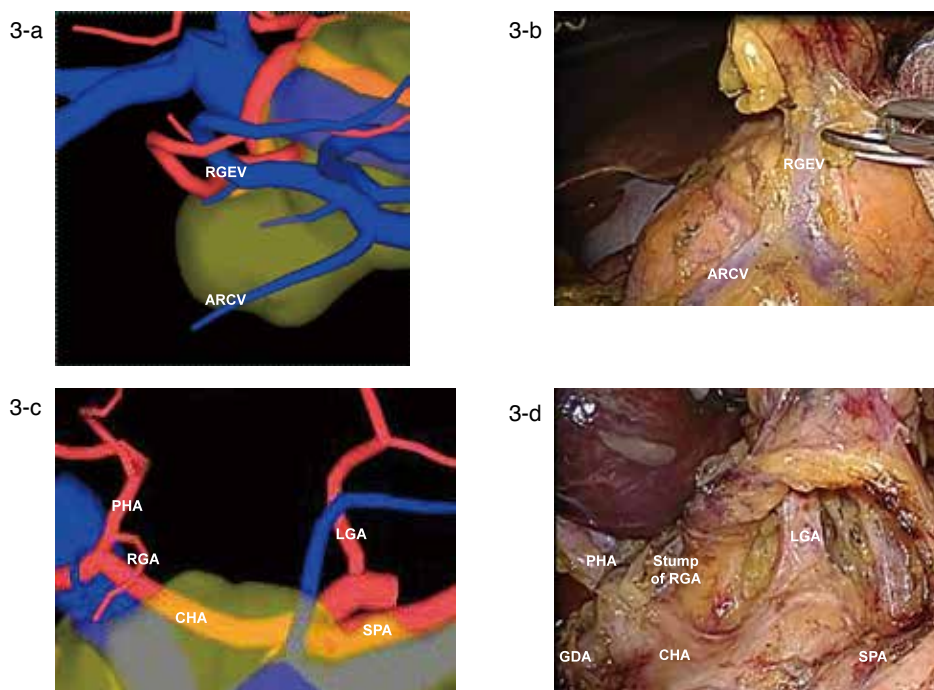 3-a
RGEV
ARCV
3-b
RGEV
ARCV
3-c
PHA
RGA
LGA
CHA
SPA
3-d
PHA
Stump
of RGA
LGA
GDA
CHA
SPA